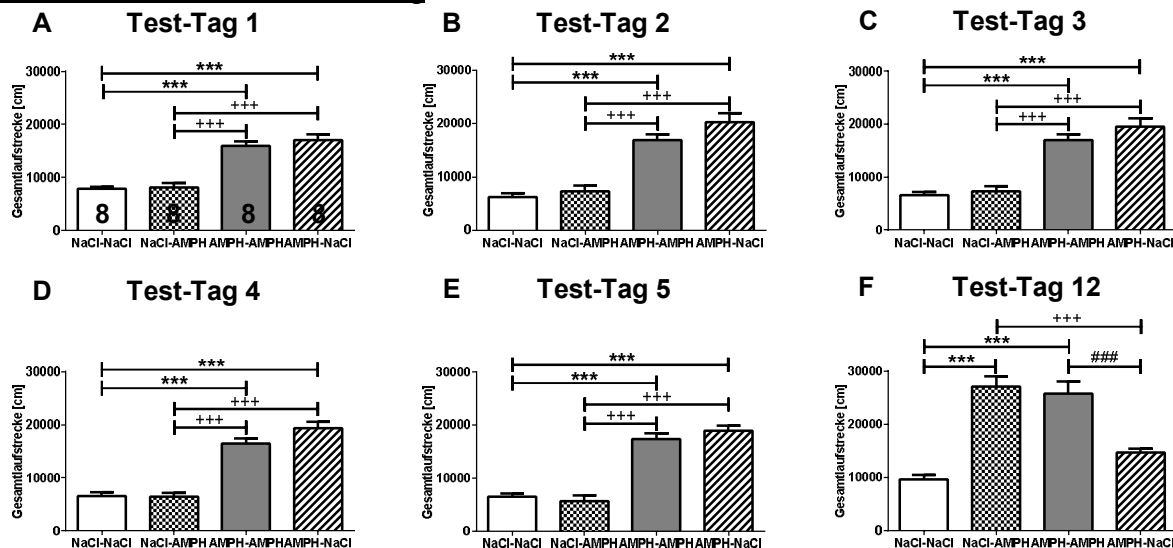 A Test-Tag 1
Gesamtlaufstrecke [cm]
30000
20000
10000
0
***
***
+++
+++
8 8 8 8
NaCl-NaCl NaCl-AMPH AMPH-AMPH AMPH-NaCl
B Test-Tag 2
Gesamtlaufstrecke [cm]
30000
20000
10000
0
***
***
+++
+++
NaCl-NaCl NaCl-AMPH AMPH-AMPH AMPH-NaCl
C Test-Tag 3
Gesamtlaufstrecke [cm]
30000
20000
10000
0
***
***
+++
+++
NaCl-NaCl NaCl-AMPH AMPH-AMPH AMPH-NaCl
D Test-Tag 4
Gesamtlaufstrecke [cm]
30000
20000
10000
0
***
***
+++
+++
NaCl-NaCl NaCl-AMPH AMPH-AMPH AMPH-NaCl
E Test-Tag 5
Gesamtlaufstrecke [cm]
30000
20000
10000
0
***
***
+++
+++
NaCl-NaCl NaCl-AMPH AMPH-AMPH AMPH-NaCl
F Test-Tag 12
Gesamtlaufstrecke [cm]
30000
20000
10000
0
+++
***
*** ###
NaCl-NaCl NaCl-AMPH AMPH-AMPH AMPH-NaCl